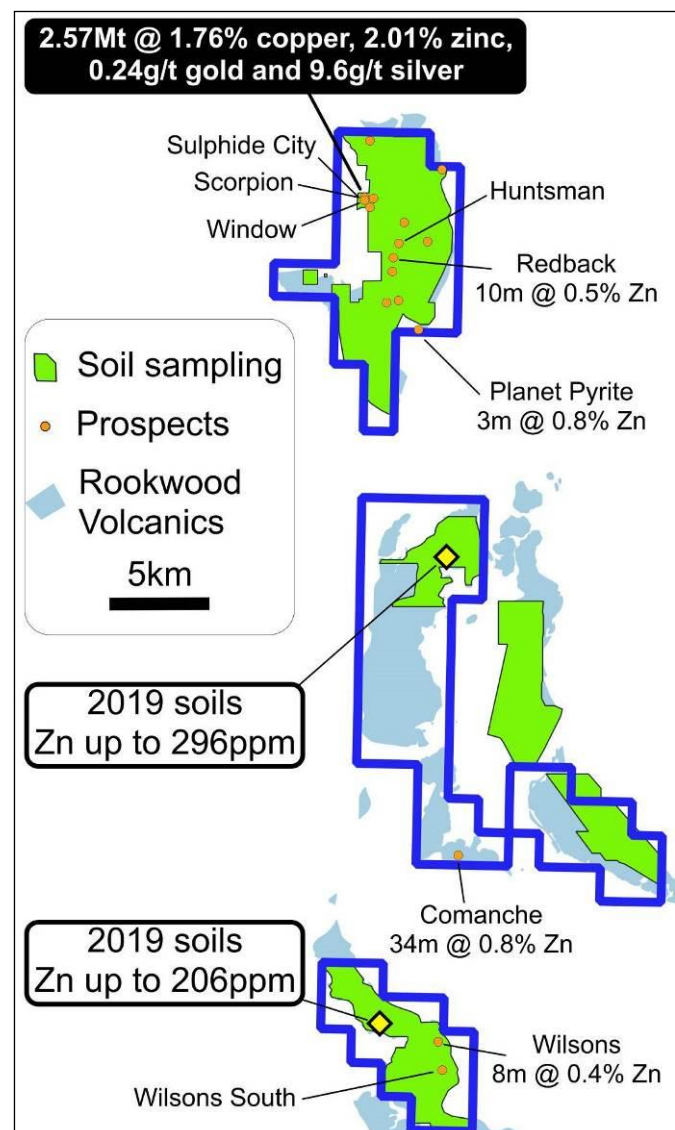 2.57Mt @ 1.76% copper, 2.01% zinc,
0.24g/t gold and 9.6g/t silver
Sulphide City
Scorpion
Window
Huntsman
Redback
10m @ 0.5% Zn
Planet Pyrite
3m @ 0.8% Zn
Soil sampling
Prospects
Rookwood
Volcanics
5km
2019 soils
Zn up to 296ppm
Comanche
34m @ 0.8% Zn
2019 soils
Zn up to 206ppm
Wilsons
8m @ 0.4% Zn
Wilsons South